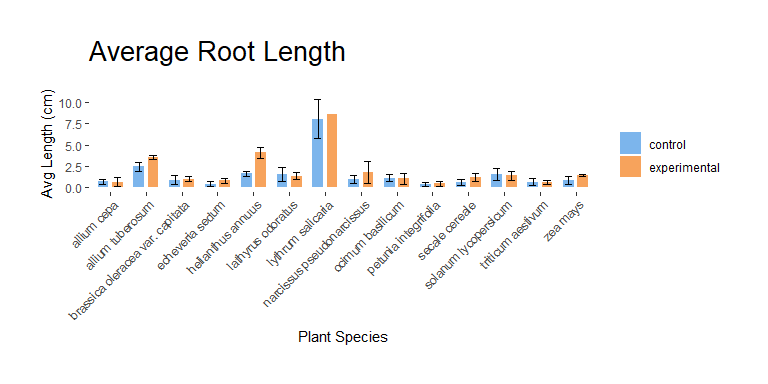 Average Root Length
Avg Length (cm)
10.0
7.5
5.0
2.5
0.0
allium cepa
allium tuberosum
brassica oleracea var. capitata
echeveria sedum
helianthus annuus
lathyrus odoratus
lythrum salicaria
narcissus pseudonarcissus
ocimum basilicum
petunia integrifolia
secale cereale
solanum lycopersicum
triticum aestivum
zea mays
Plant Species
control
experimental